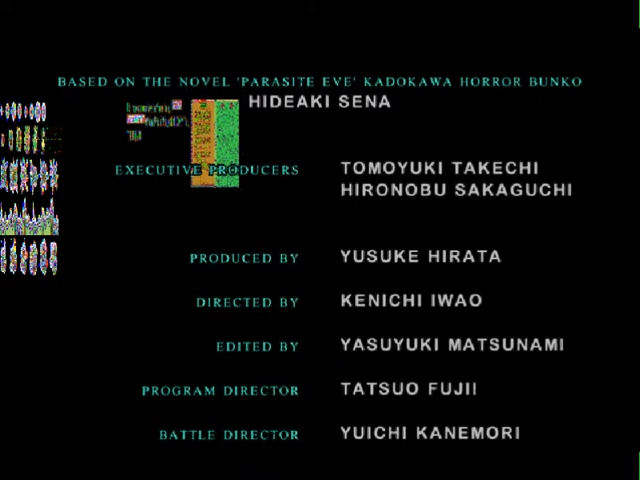 BASED ON THE NOVEL 'PARASITE EVE' KADOKAWA HORROR BUNKO
HIDEAKI SENA
EXECUTIVE PRODUCERS TOMOYUKI TAKECHI
HIRONOBU SAKAGUCHI
PRODUCED BY YUSUKE HIRATA
DIRECTED BY KENICHI IWAO
EDITED BY YASUYUKI MATSUNAMI
PROGRAM DIRECTOR TATSUO FUJII
BATTLE DIRECTOR YUICHI KANEMORI